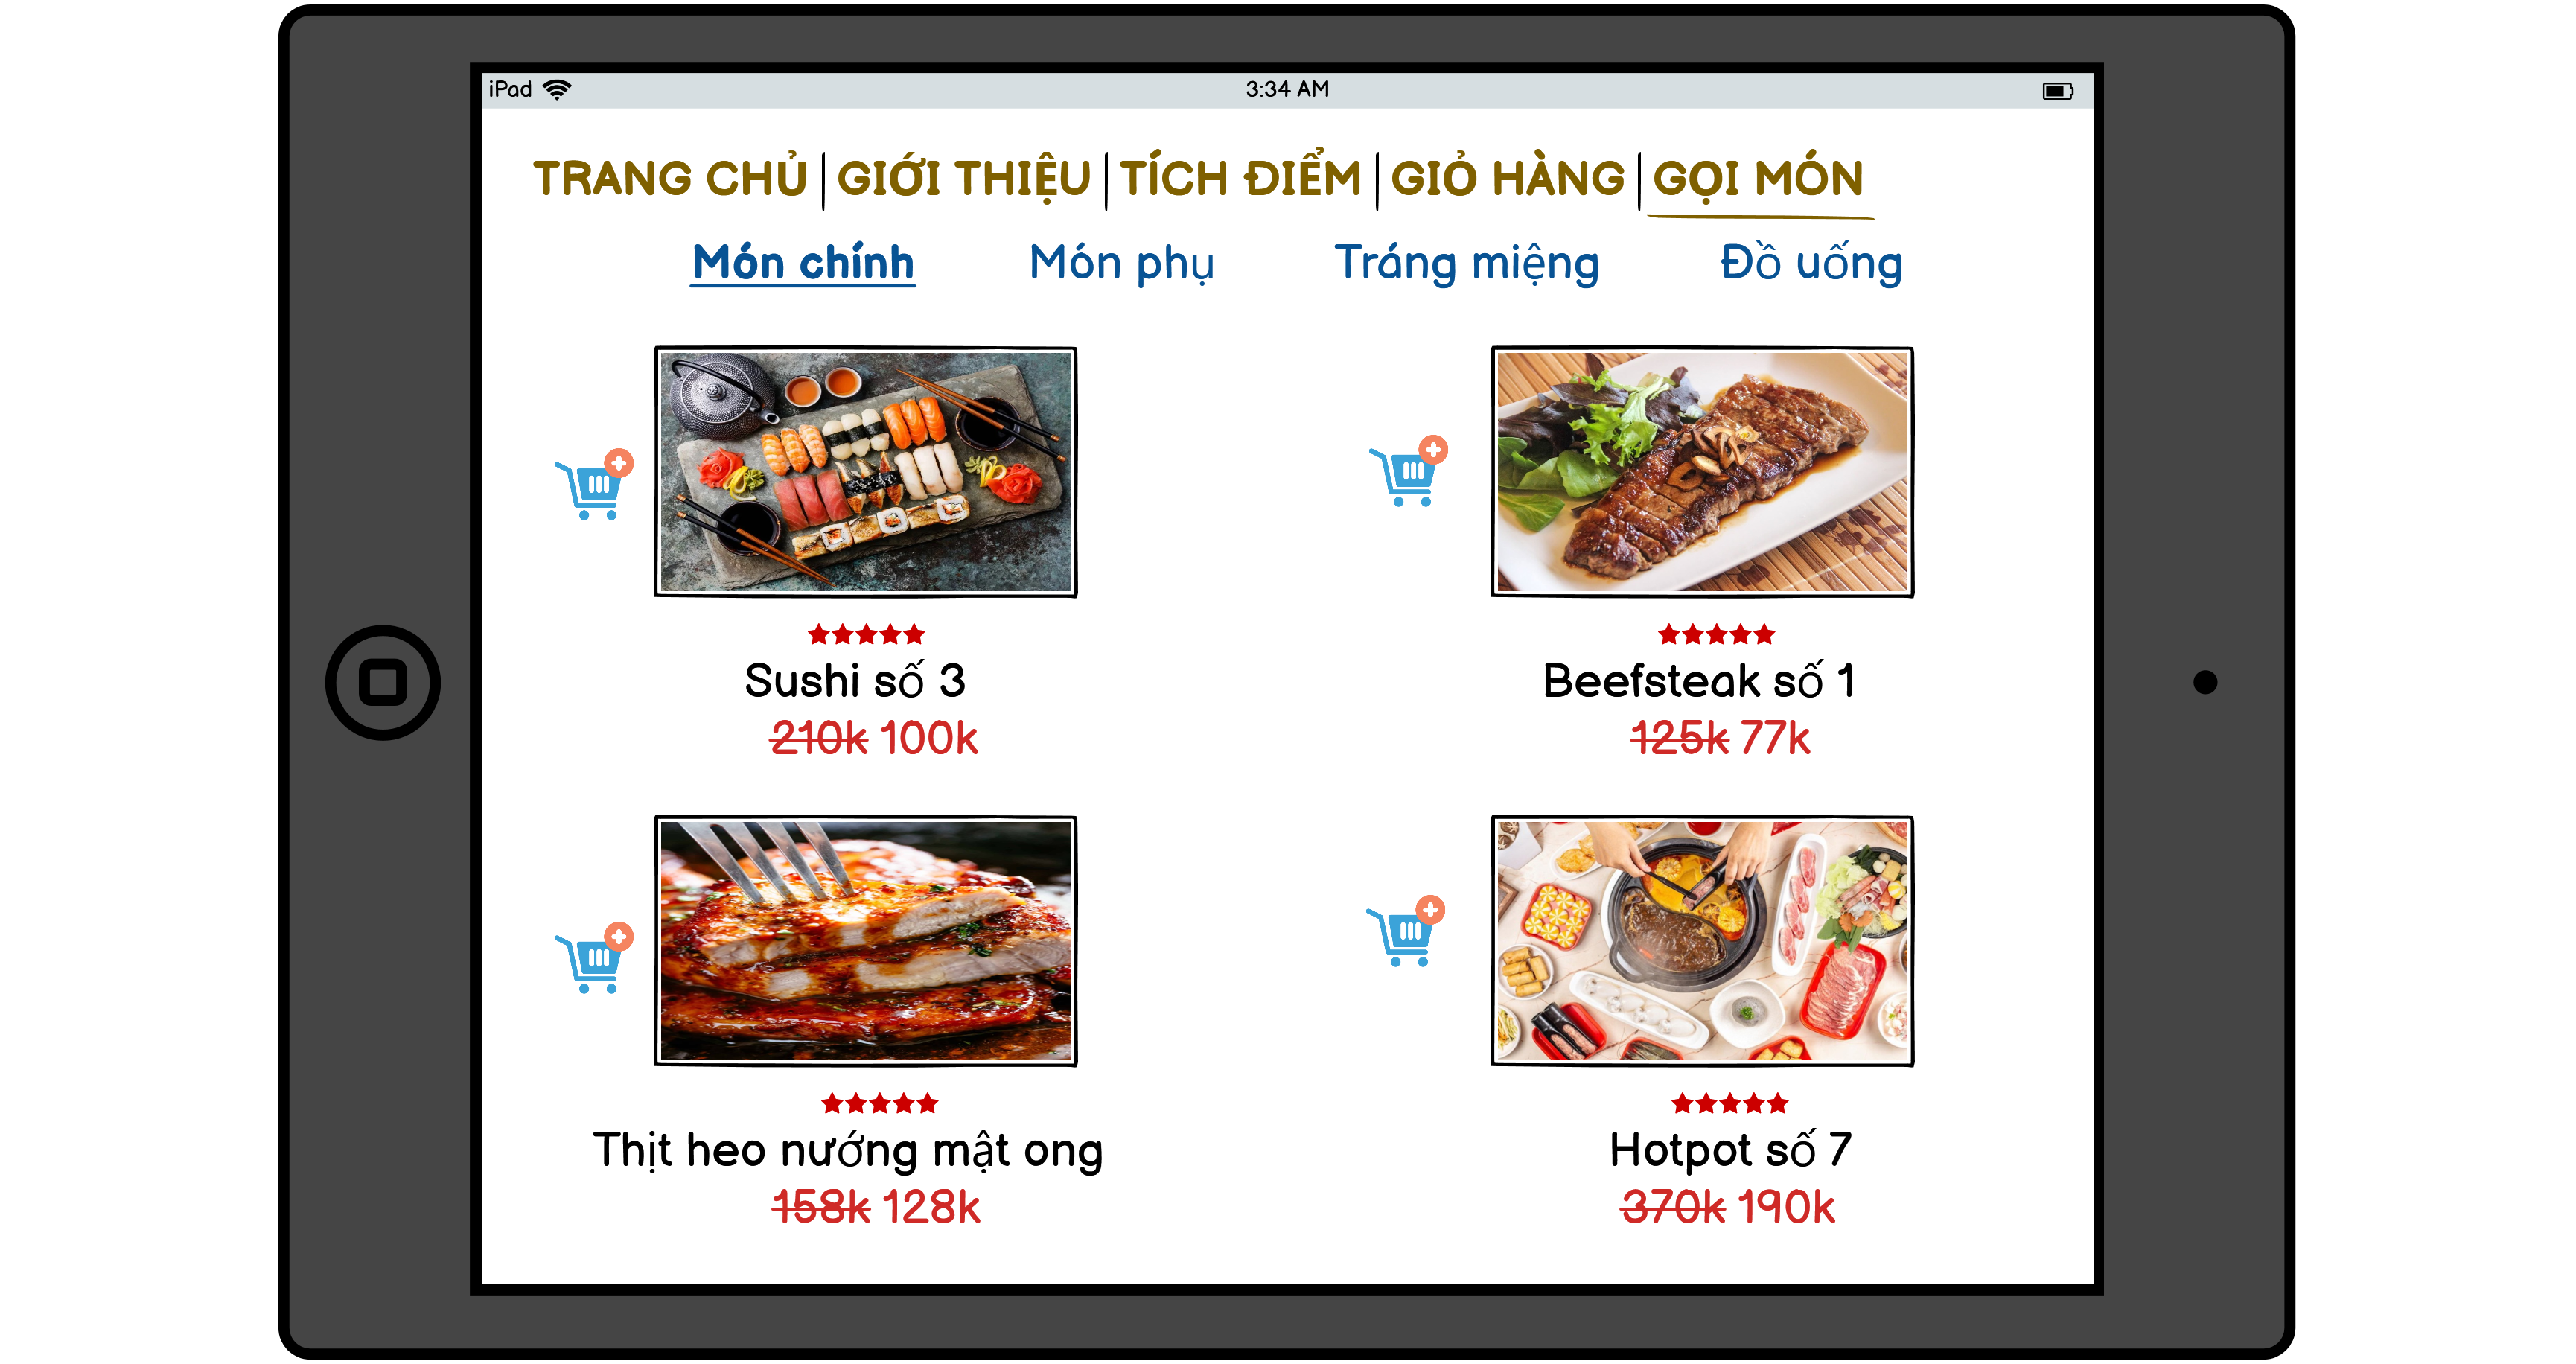 iPad 3:34 AM
TRANG CHỦ GIỚI THIỆU TÍCH ĐIỂM GIỎ HÀNG GỌI MÓN
Món chính Món phụ Tráng miệng Đồ uống
Sushi số 3
210k 100k
Beefsteak số 1
125k 77k
Thịt heo nướng mật ong
158k 128k
Hotpot số 7
370k 190k